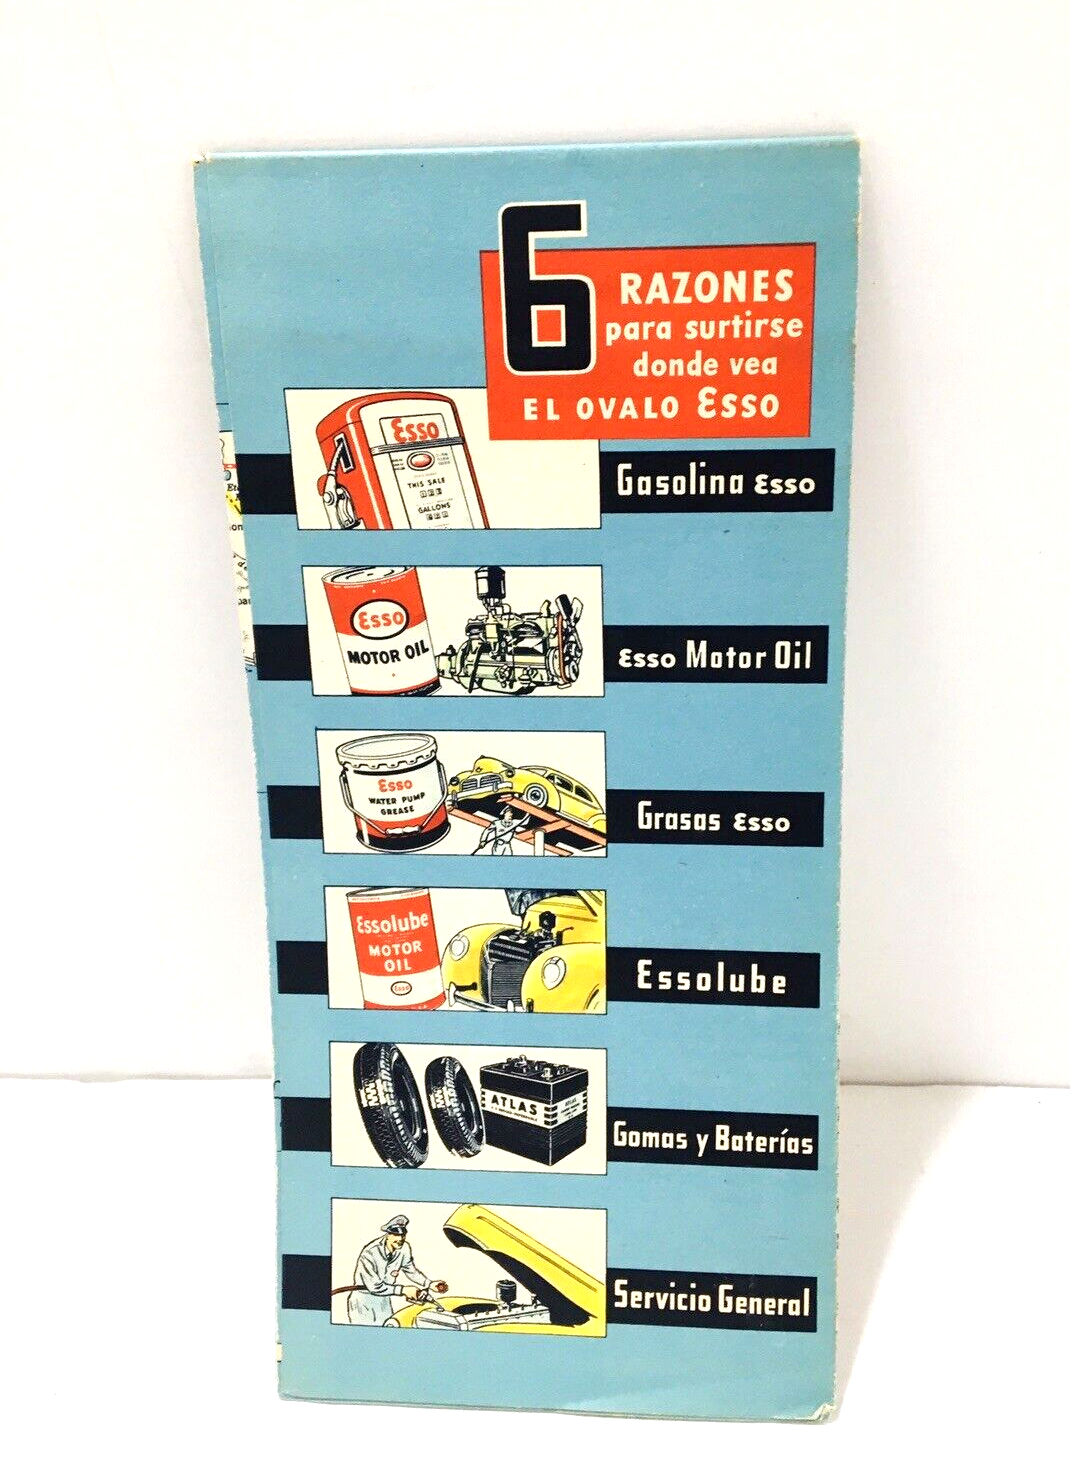 6 RAZONES
para surtirse
donde vea
EL OVALO Esso
Esso
THIS SALE
GALLONS
Gasolina Esso
Esso
MOTOR OIL
Esso Motor Oil
Esso
WATER PUMP
GREASE
Grasas Esso
Essolube
MOTOR
OIL
Esso
Essolube
ATLAS
ATLAS
Gomas y Baterías
Servicio General